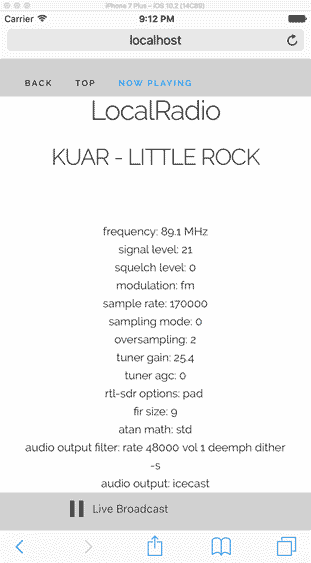 iPhone 7 Plus – iOS 10.2 (14C89)
Carrier 9:12 PM
localhost
BACK TOP NOW PLAYING
LocalRadio
KUAR - LITTLE ROCK
frequency: 89.1 MHz
signal level: 21
squelch level: 0
modulation: fm
sample rate: 170000
sampling mode: 0
oversampling: 2
tuner gain: 25.4
tuner agc: 0
rtl-sdr options: pad
fir size: 9
atan math: std
audio output filter: rate 48000 vol 1 deemph dither
-s
audio output: icecast
Live Broadcast